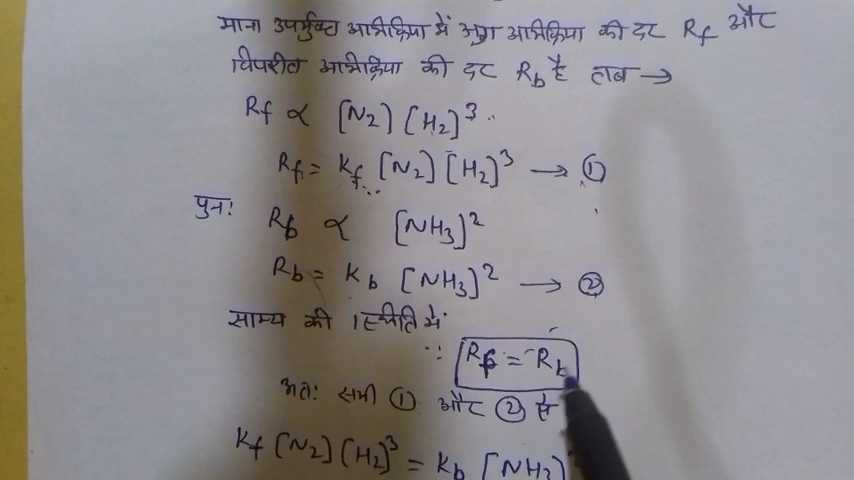 माना उपर्युक्त अभिक्रिया में अग्र अभिक्रिया की दर Rf और
विपरीत अभिक्रिया की दर Rb है तब →
Rf ∝ [N2] [H2]^3
Rf = Kf [N2] [H2]^3 → ①
पुनः Rb ∝ [NH3]^2
Rb = Kb [NH3]^2 → ②
साम्य की स्थिति में
∵ Rf = Rb
अतः समी ① और ② से
Kf [N2] [H2]^3 = Kb [NH3]